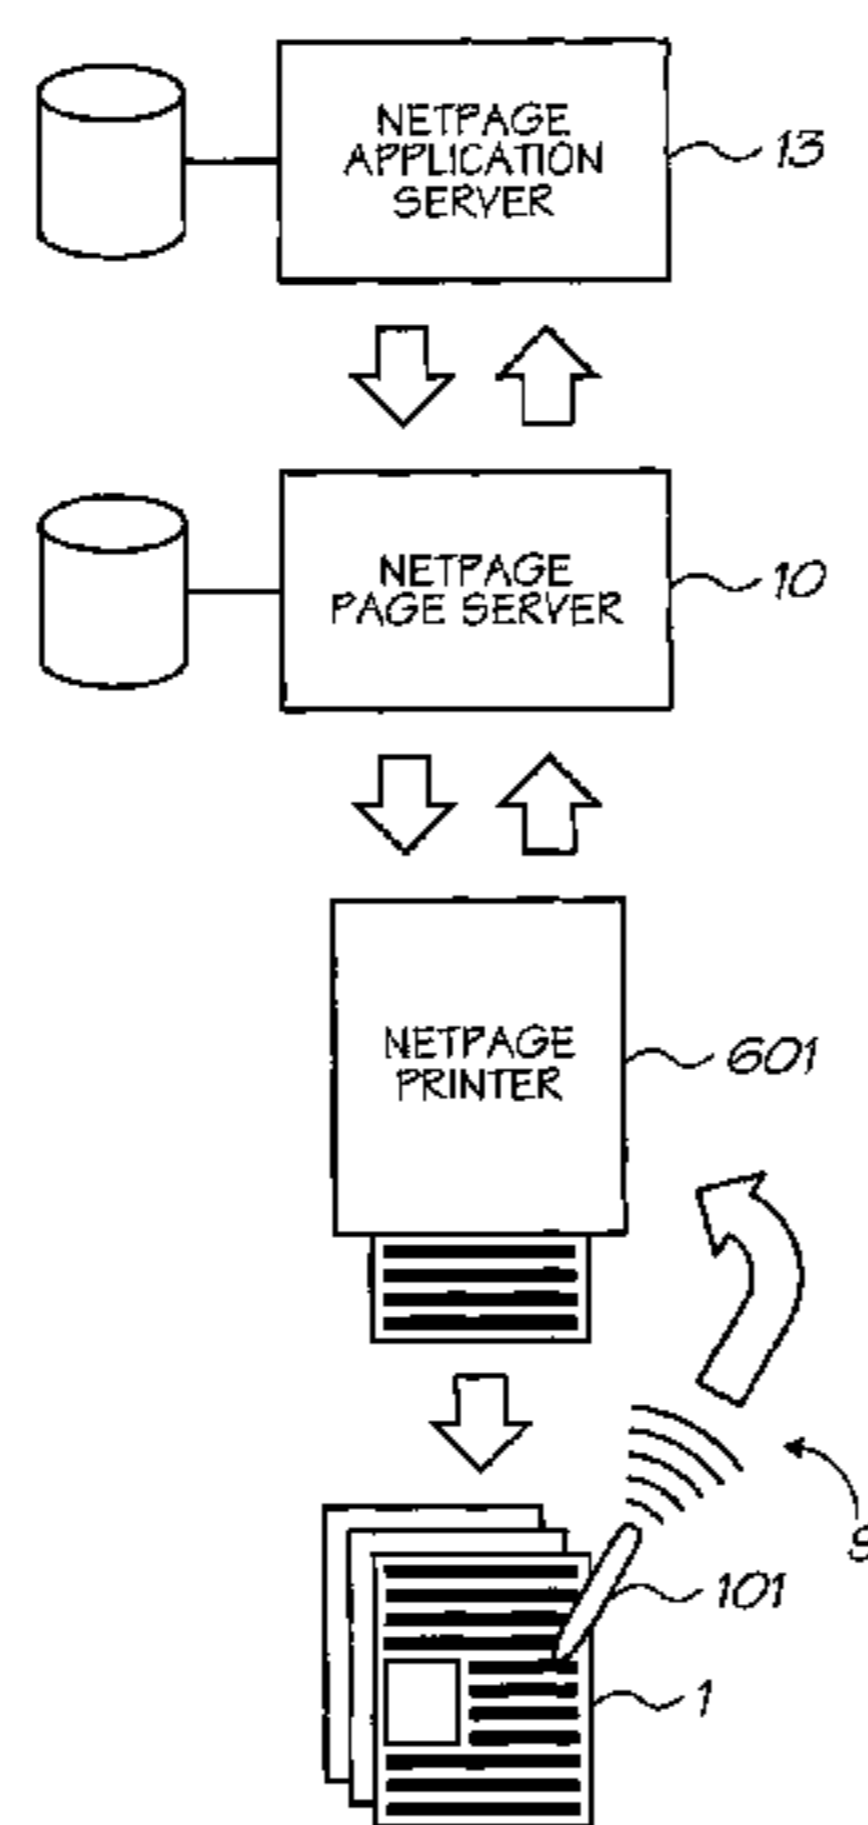 NETPAGE
APPLICATION
SERVER
13
NETPAGE
PAGE SERVER
10
NETPAGE
PRINTER
601
101
1